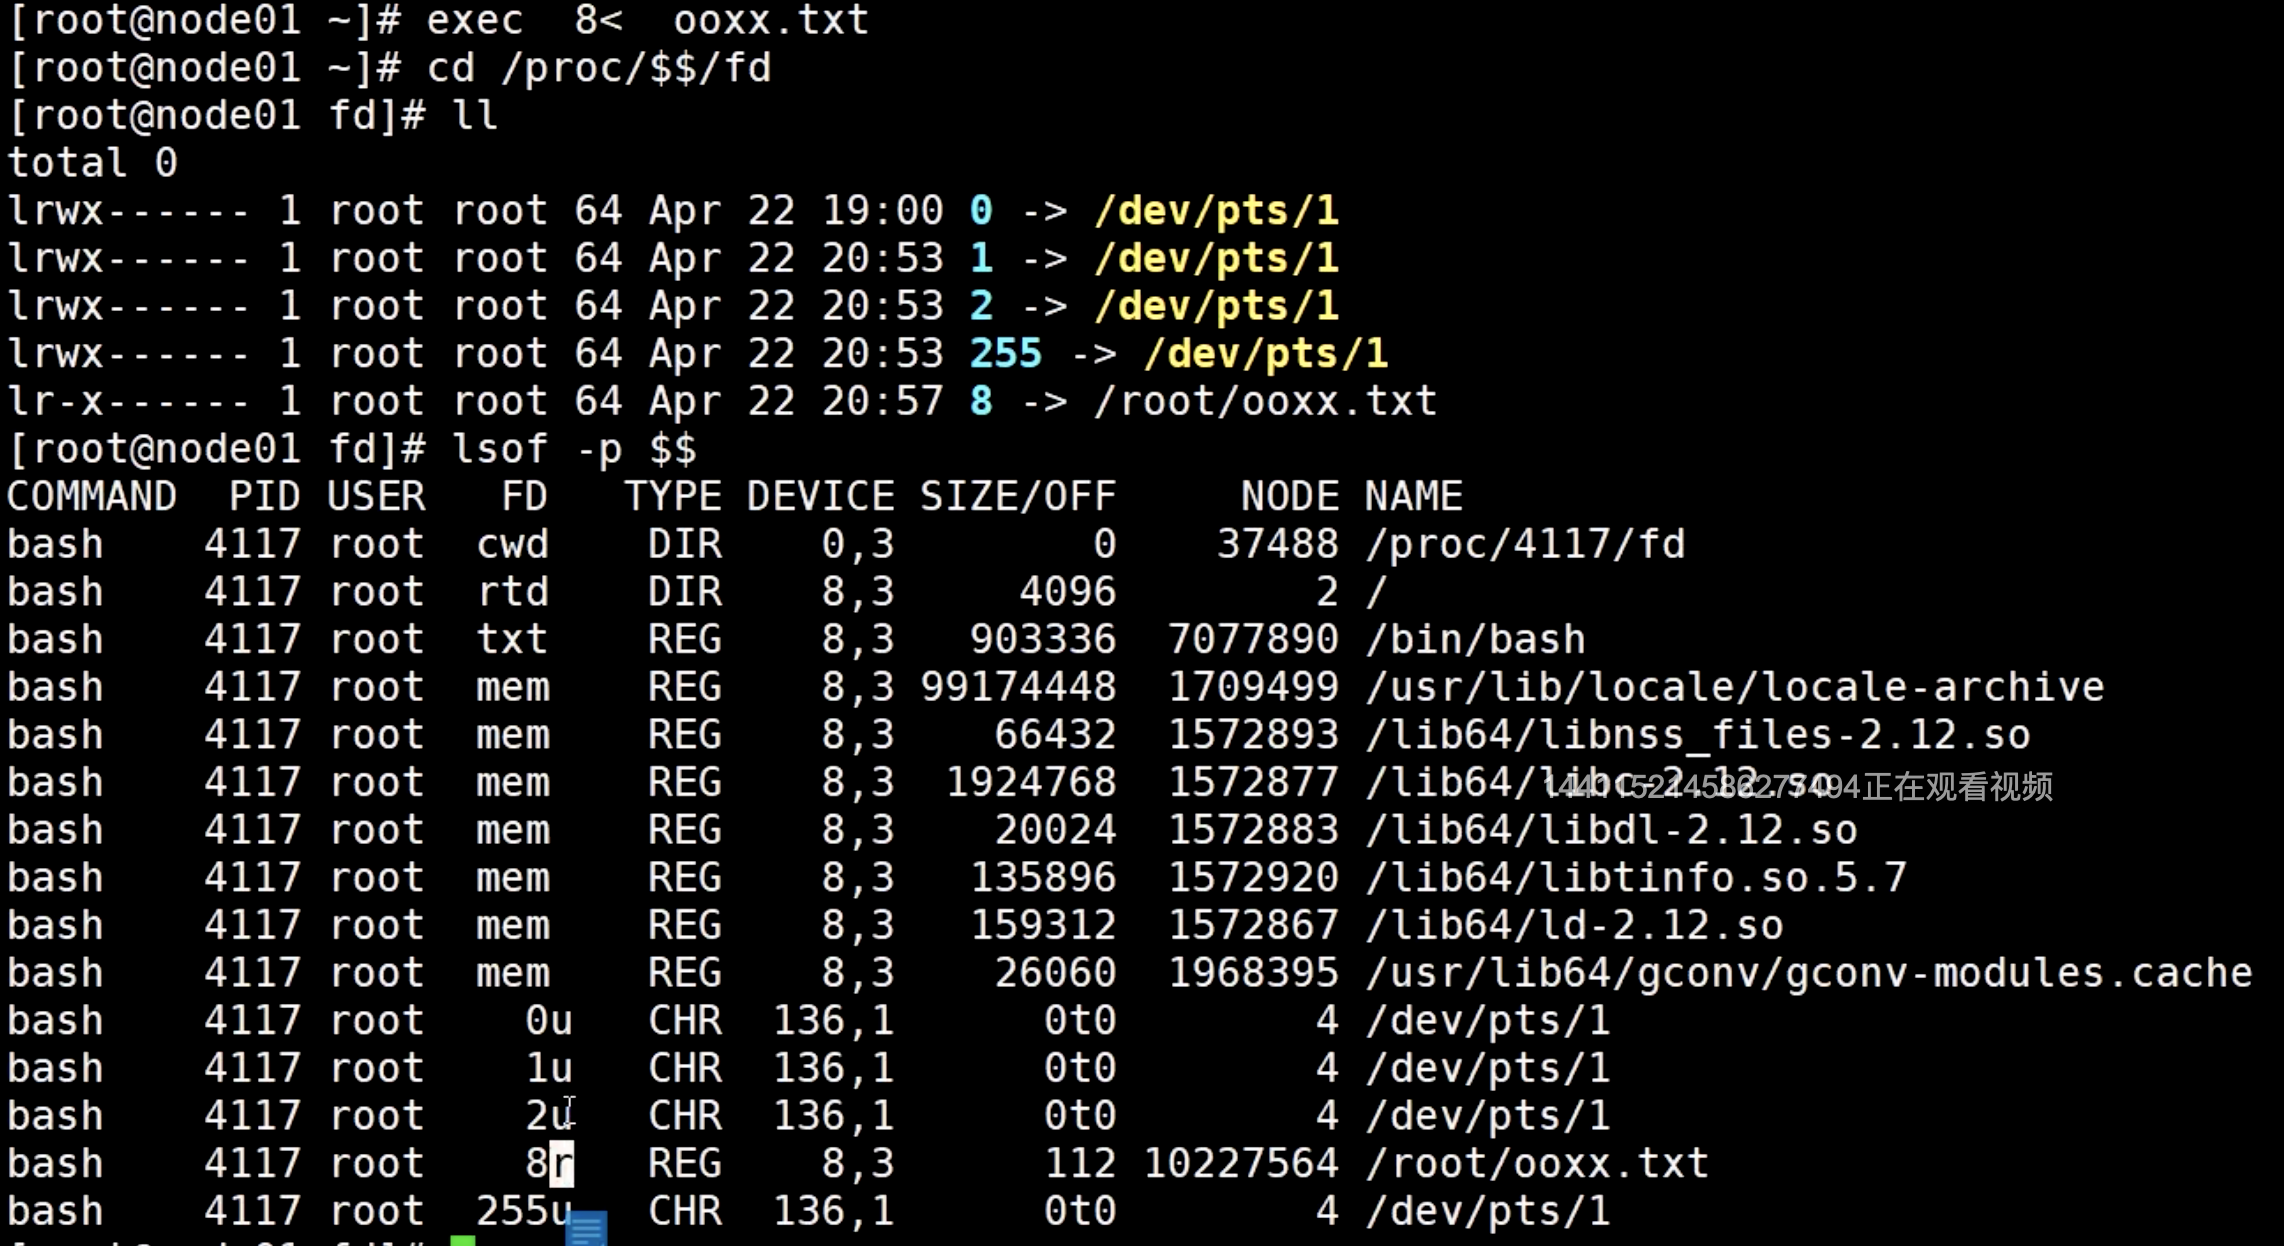 [root@node01 ~]# exec  8<  ooxx.txt
[root@node01 ~]# cd /proc/$$/fd
[root@node01 fd]# ll
total 0
lrwx------ 1 root root 64 Apr 22 19:00 0 -> /dev/pts/1
lrwx------ 1 root root 64 Apr 22 20:53 1 -> /dev/pts/1
lrwx------ 1 root root 64 Apr 22 20:53 2 -> /dev/pts/1
lrwx------ 1 root root 64 Apr 22 20:53 255 -> /dev/pts/1
lr-x------ 1 root root 64 Apr 22 20:57 8 -> /root/ooxx.txt
[root@node01 fd]# lsof -p $$
COMMAND  PID USER   FD   TYPE DEVICE SIZE/OFF     NODE NAME
bash    4117 root  cwd    DIR    0,3        0    37488 /proc/4117/fd
bash    4117 root  rtd    DIR    8,3     4096        2 /
bash    4117 root  txt    REG    8,3   903336  7077890 /bin/bash
bash    4117 root  mem    REG    8,3 99174448  1709499 /usr/lib/locale/locale-archive
bash    4117 root  mem    REG    8,3    66432  1572893 /lib64/libnss_files-2.12.so
bash    4117 root  mem    REG    8,3  1924768  1572877 /lib64/libc-2.12.so
正在观看视频
bash    4117 root  mem    REG    8,3    20024  1572883 /lib64/libdl-2.12.so
bash    4117 root  mem    REG    8,3   135896  1572920 /lib64/libtinfo.so.5.7
bash    4117 root  mem    REG    8,3   159312  1572867 /lib64/ld-2.12.so
bash    4117 root  mem    REG    8,3    26060  1968395 /usr/lib64/gconv/gconv-modules.cache
bash    4117 root    0u   CHR  136,1      0t0        4 /dev/pts/1
bash    4117 root    1u   CHR  136,1      0t0        4 /dev/pts/1
bash    4117 root    2u   CHR  136,1      0t0        4 /dev/pts/1
bash    4117 root    8r   REG    8,3      112 10227564 /root/ooxx.txt
bash    4117 root  255u   CHR  136,1      0t0        4 /dev/pts/1